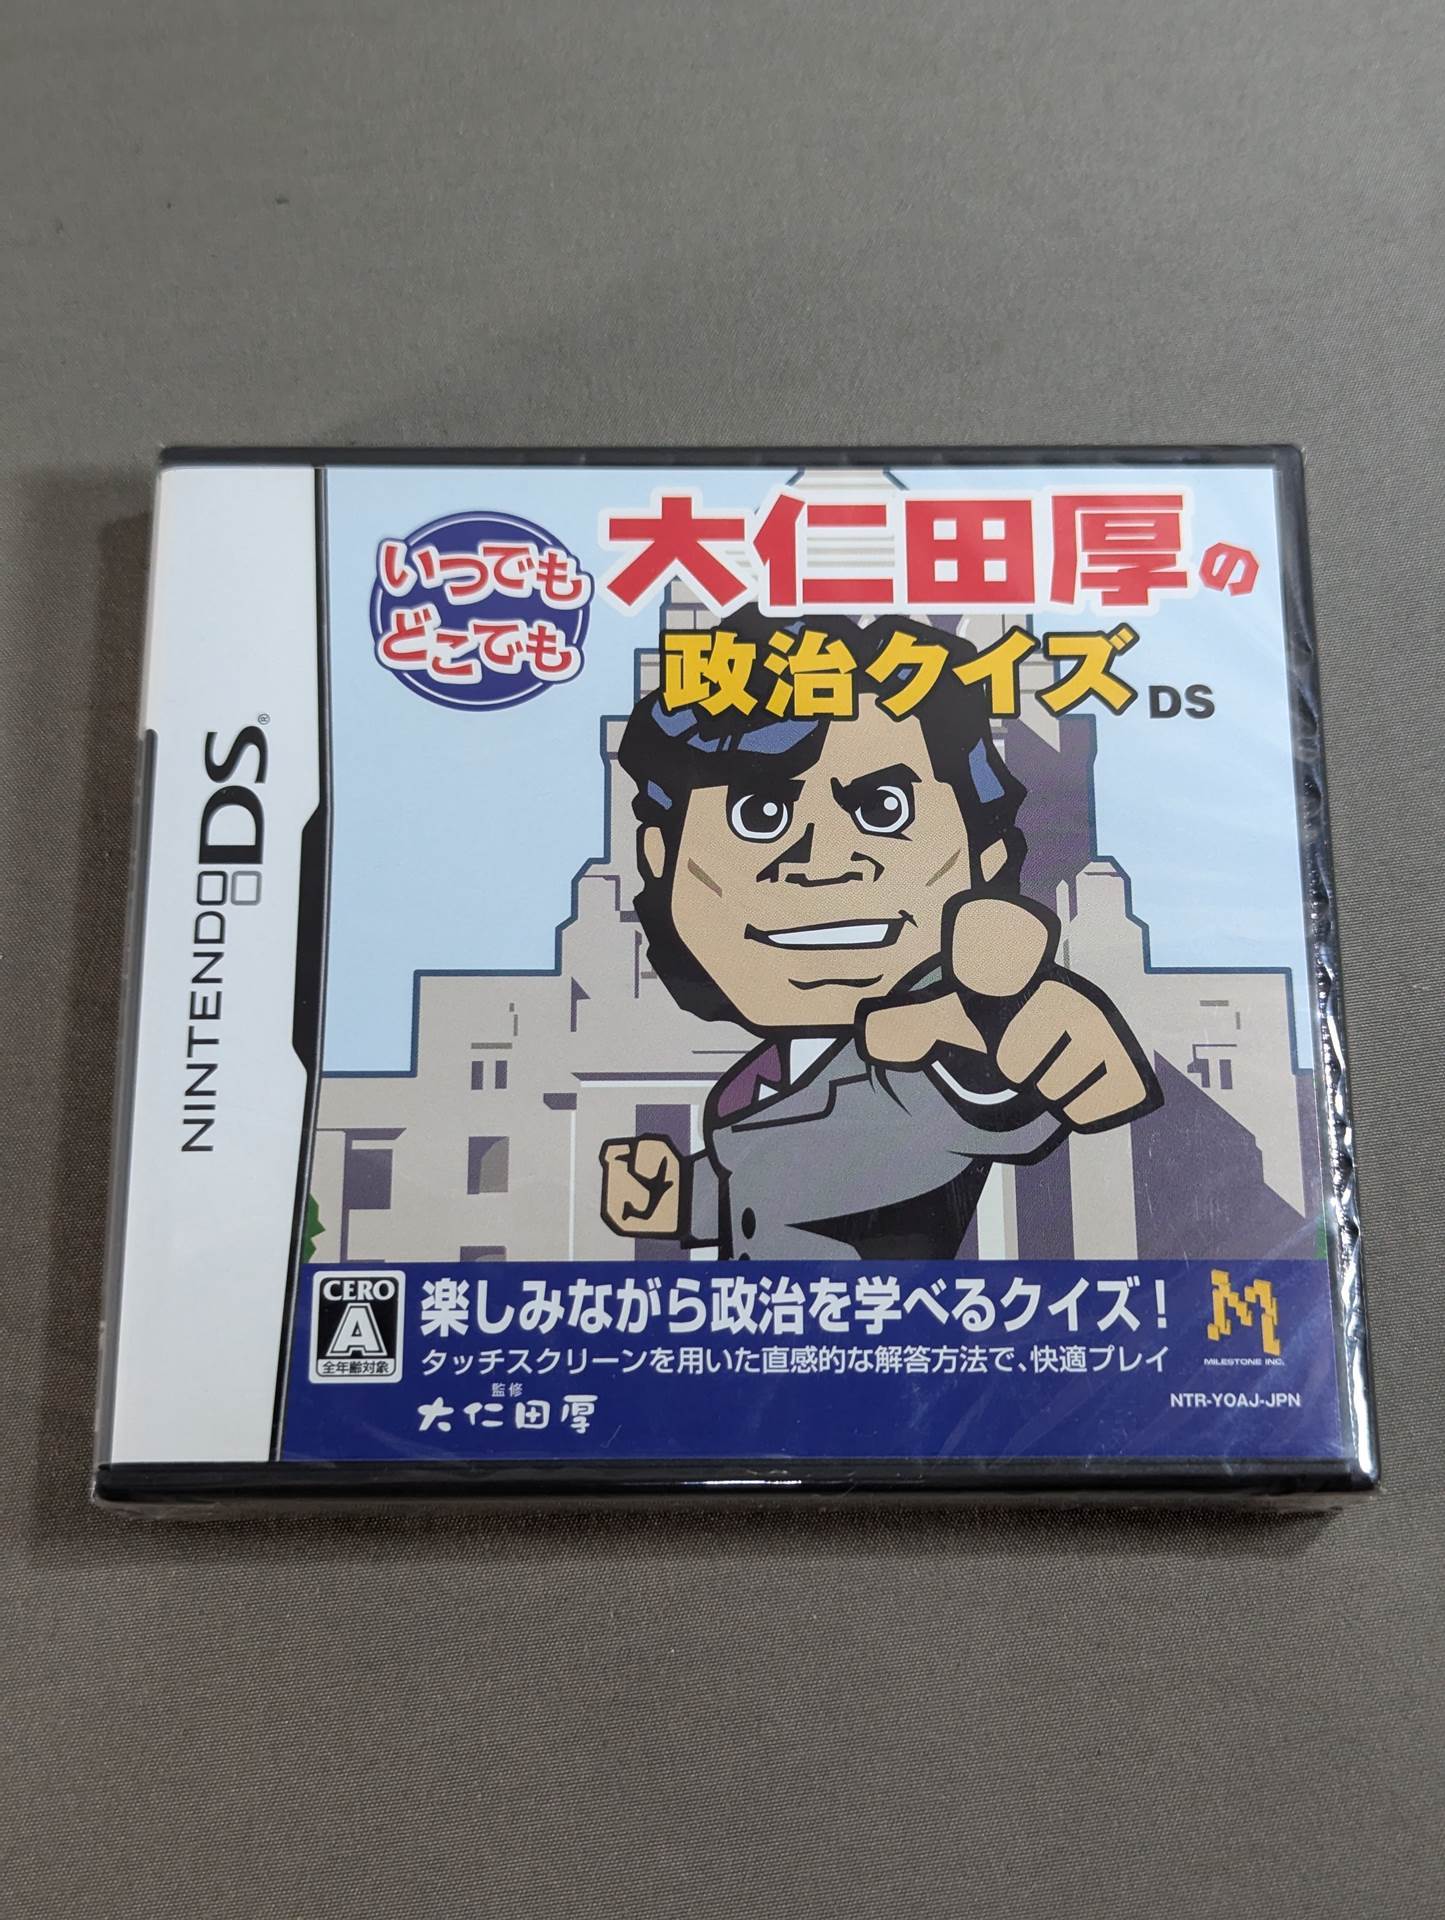 いつでも
どこでも
大仁田厚の
政治クイズ DS
NINTENDO DS®
CERO
A
全年齢対象
楽しみながら政治を学べるクイズ!
タッチスクリーンを用いた直感的な解答方法で、快適プレイ
監修
大仁田厚
M
MILESTONE INC.
NTR-YOAJ-JPN